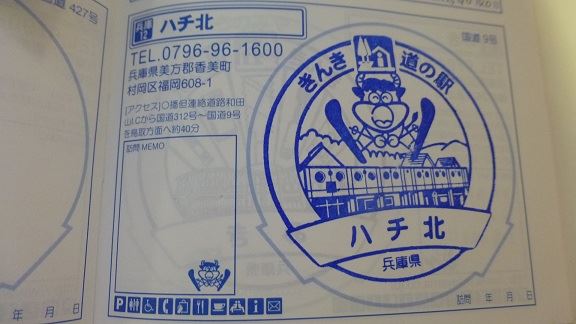 427号
兵庫
12
ハチ北
TEL.0796-96-1600
兵庫県美方郡香美町
村岡区福岡608-1
[アクセス]○播但連絡道路和田
山I.Cから国道312号~国道9号
を鳥取方面へ約40分
訪問MEMO
国道9号
きんき 道の駅
ハチ北
兵庫県
年 月 日
P
i
訪問 年 月 日